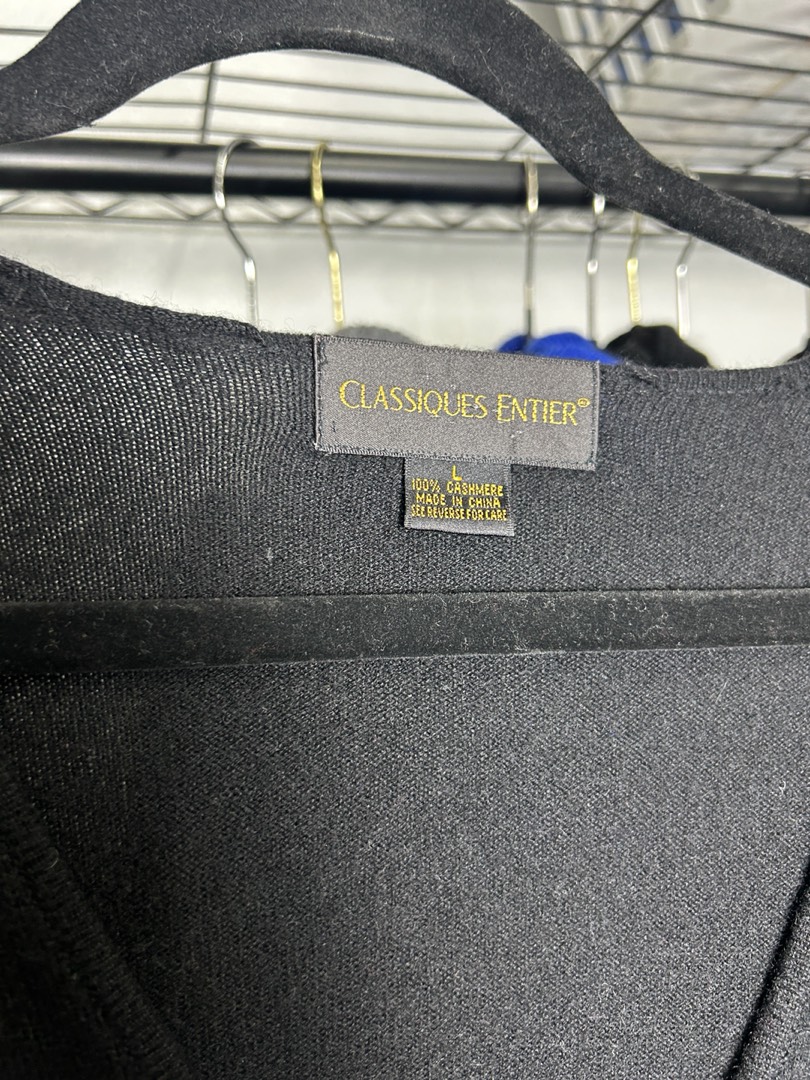 CLASSIQUES ENTIER
L
100% CASHMERE
MADE IN CHINA
SEE REVERSE FOR CARE